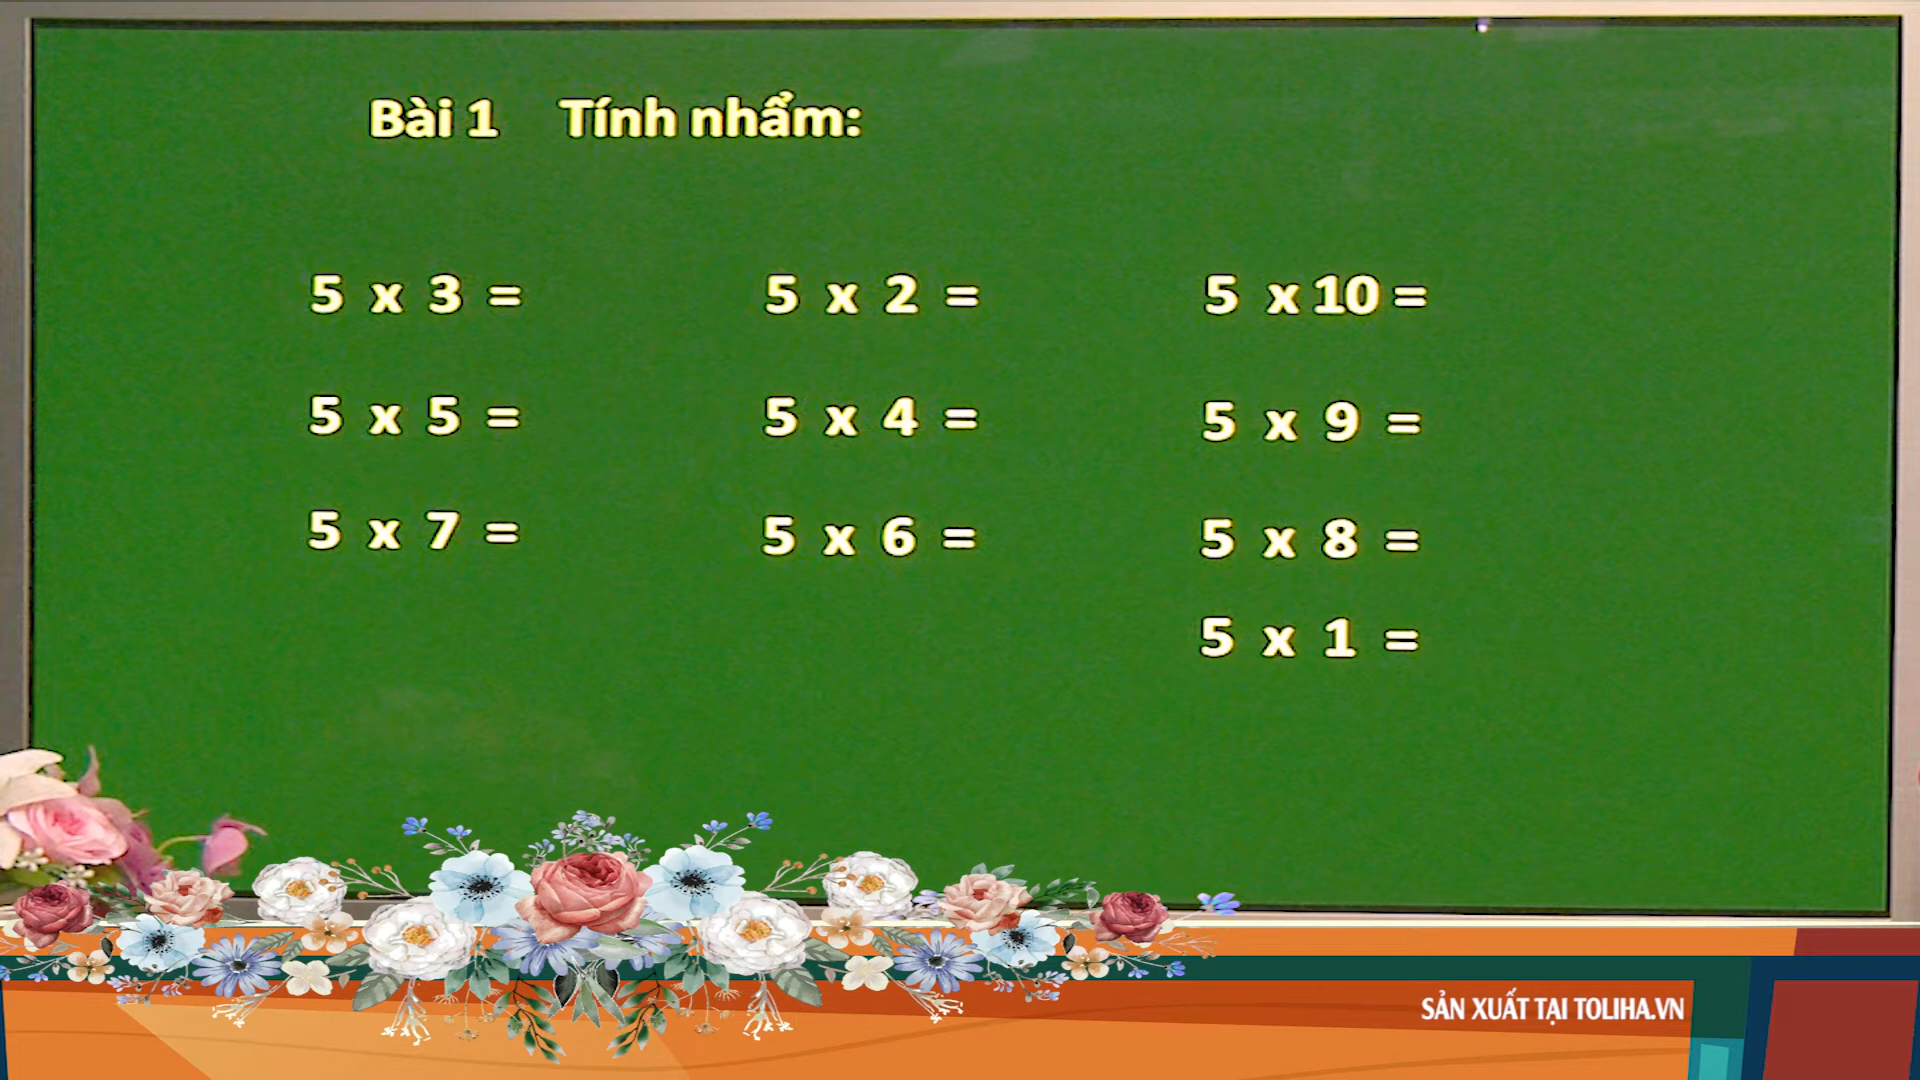 Bài 1 Tính nhẩm:
5 x 3 = 5 x 2 = 5 x 10 =
5 x 5 = 5 x 4 = 5 x 9 =
5 x 7 = 5 x 6 = 5 x 8 =
5 x 1 =
SẢN XUẤT TẠI TOLIHA.VN